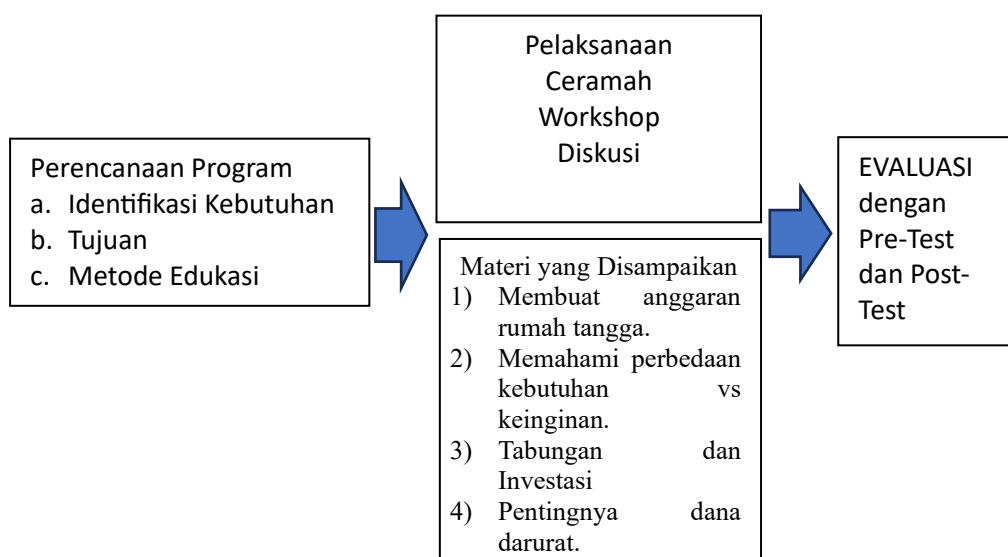 Perencanaan Program
a. Identifikasi Kebutuhan
b. Tujuan
c. Metode Edukasi
Pelaksanaan
Ceramah
Workshop
Diskusi
Materi yang Disampaikan
1) Membuat anggaran
rumah tangga.
2) Memahami perbedaan
kebutuhan vs
keinginan.
3) Tabungan dan
Investasi
4) Pentingnya dana
darurat.
EVALUASI
dengan
Pre-Test
dan Post-
Test